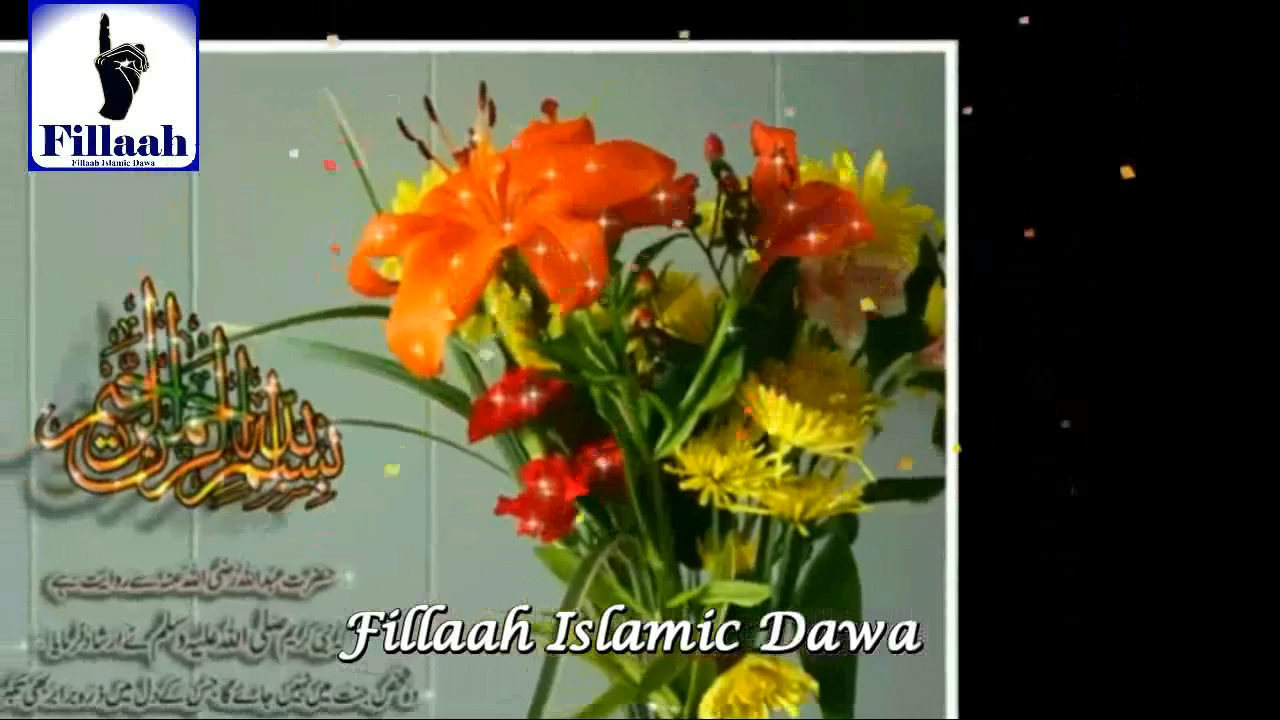 Fillaah
Fillaah Islamic Dawa
بسم الله الرحمن الرحيم
حضرت عبداللہ رضی اللہ عنہ سے روایت ہے
نبی کریم صلی اللہ علیہ وسلم نے ارشاد فرمایا
Fillaah Islamic Dawa
وہ شخص جنت میں نہیں جائے گا جس کے دل میں ذرہ برابر بھی تکبر